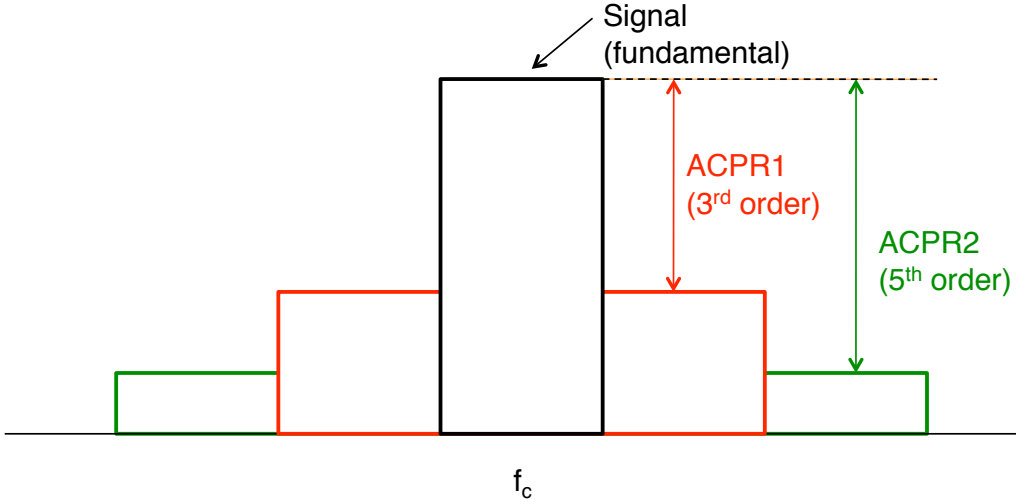 Signal
(fundamental)
ACPR1
(3rd order)
ACPR2
(5th order)
fc